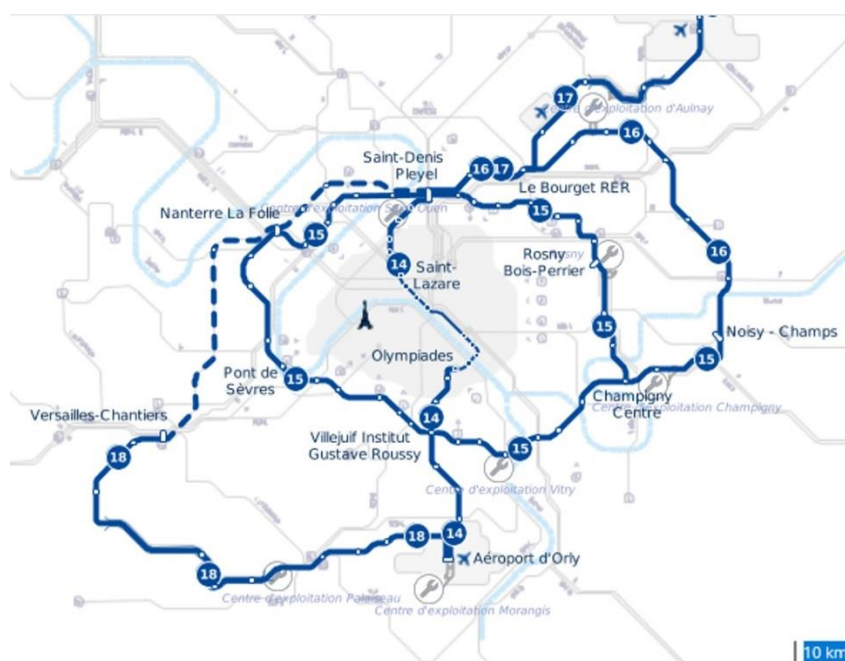 17
Centre d'exploitation d'Aulnay
16
Saint-Denis
Pleyel
16
17
Le Bourget RER
Nanterre La Folie
Centre d'exploitation Saint-Ouen
15
15
16
14
Saint-
Lazare
Rosny
Bois-Perrier
Rosny
15
Noisy - Champs
Olympiades
15
Pont de
Sèvres
15
Champigny
Centre
Centre d'exploitation Champigny
Versailles-Chantiers
14
Villejuif Institut
Gustave Roussy
15
18
Centre d'exploitation Vitry
18
14
Aéroport d'Orly
18
Centre d'exploitation Palaiseau
Centre d'exploitation Morangis
10 km